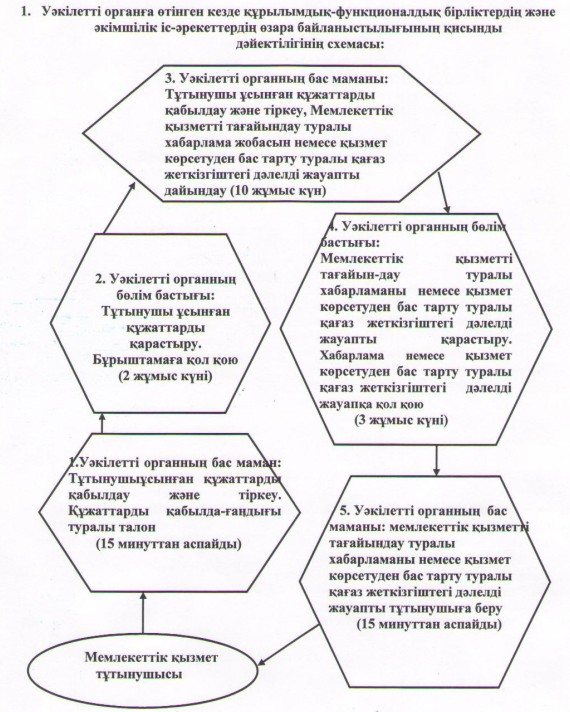 1. Уәкілетті органға өтінген кезде құрылымдық-функционалдық бірліктердің және
әкімшілік іс-әрекеттердің өзара байланыстылығының қисынды
дәйектілігінің схемасы:
3. Уәкілетті органның бас маманы:
Тұтынушы ұсынған құжаттарды
қабылдау және тіркеу, Мемлекеттік
қызметті тағайындау туралы
хабарлама жобасын немесе қызмет
көрсетуден бас тарту туралы қағаз
жеткізгіштегі дәлелді жауапты
дайындау (10 жұмыс күн)
4. Уәкілетті органның бөлім
бастығы:
Мемлекеттік қызметті
тағайын-дау туралы
хабарламаны немесе қызмет
көрсетуден бас тарту туралы
қағаз жеткізгіштегі дәлелді
жауапты қарастыру.
Хабарлама немесе қызмет
көрсетуден бас тарту туралы
қағаз жеткізгіштегі дәлелді
жауапқа қол қою
(3 жұмыс күні)
2. Уәкілетті органның
бөлім бастығы:
Тұтынушы ұсынған
құжаттарды
қарастыру.
Бұрыштамаға қол қою
(2 жұмыс күні)
1.Уәкілетті органның бас маман:
Тұтынушыұсынған құжаттарды
қабылдау және тіркеу.
Құжаттарды қабылда-ғандығы
туралы талон
(15 минуттан аспайды)
5. Уәкілетті органның бас
маманы: мемлекеттік қызметті
тағайындау туралы
хабарламаны немесе қызмет
көрсетуден бас тарту туралы
қағаз жеткізгіштегі дәлелді
жауапты тұтынушыға беру
(15 минуттан аспайды)
Мемлекеттік қызмет
тұтынушысы